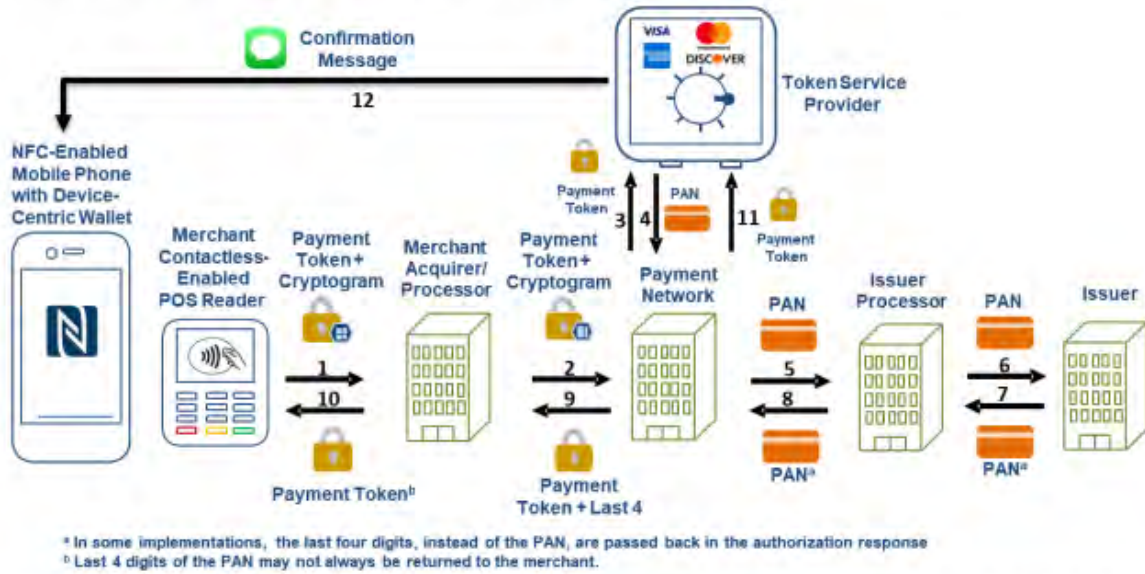 Confirmation
Message
12
VISA
DISCOVER
Token Service
Provider
NFC-Enabled
Mobile Phone
with Device-
Centric Wallet
Merchant
Contactless-
Enabled
POS Reader
Payment
Token +
Cryptogram
Merchant
Acquirer/
Processor
Payment
Token +
Cryptogram
Payment
Token
3
4
PAN
11
Payment
Token
Payment
Network
PAN
Issuer
Processor
PAN
Issuer
1
10
2
9
5
8
6
7
Payment Tokenᵇ
Payment
Token + Last 4
PANᵃ
PANᵃ
ᵃ In some implementations, the last four digits, instead of the PAN, are passed back in the authorization response
ᵇ Last 4 digits of the PAN may not always be returned to the merchant.